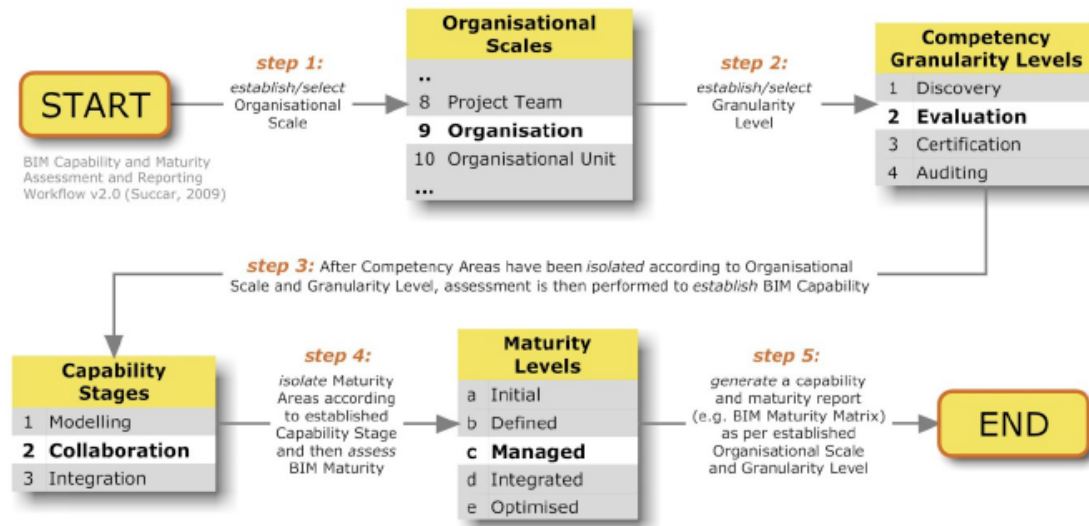 START
BIM Capability and Maturity
Assessment and Reporting
Workflow v2.0 (Succar, 2009)
step 1:
establish/select
Organisational
Scale
Organisational
Scales
..
8 Project Team
9 Organisation
10 Organisational Unit
...
step 2:
establish/select
Granularity
Level
Competency
Granularity Levels
1 Discovery
2 Evaluation
3 Certification
4 Auditing
step 3: After Competency Areas have been isolated according to Organisational
Scale and Granularity Level, assessment is then performed to establish BIM Capability
Capability
Stages
1 Modelling
2 Collaboration
3 Integration
step 4:
isolate Maturity
Areas according
to established
Capability Stage
and then assess
BIM Maturity
Maturity
Levels
a Initial
b Defined
c Managed
d Integrated
e Optimised
step 5:
generate a capability
and maturity report
(e.g. BIM Maturity Matrix)
as per established
Organisational Scale
and Granularity Level
END